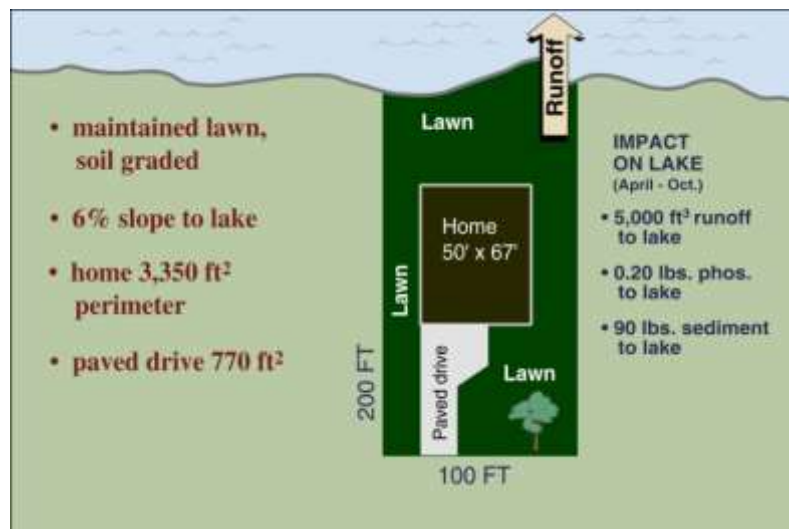 Runoff
Lawn
• maintained lawn,
soil graded
• 6% slope to lake
• home 3,350 ft²
perimeter
• paved drive 770 ft²
Home
50' x 67'
Lawn
Paved drive
Lawn
200 FT
100 FT
IMPACT
ON LAKE
(April - Oct.)
• 5,000 ft³ runoff
to lake
• 0.20 lbs. phos.
to lake
• 90 lbs. sediment
to lake